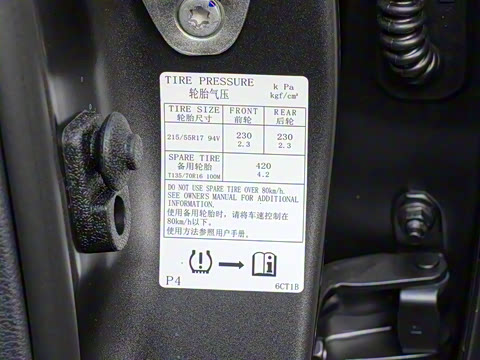 TIRE PRESSURE k Pa
轮胎气压 kgf/cm²
TIRE SIZE FRONT REAR
轮胎尺寸 前轮 后轮
215/55R17 94V 230 230
2.3 2.3
SPARE TIRE 420
备用轮胎
T135/70R16 100M 4.2
DO NOT USE SPARE TIRE OVER 80km/h.
SEE OWNER'S MANUAL FOR ADDITIONAL
INFORMATION.
使用备用轮胎时，请将车速控制在
80km/h以下。
使用方法参照用户手册。
P4 6CT1B